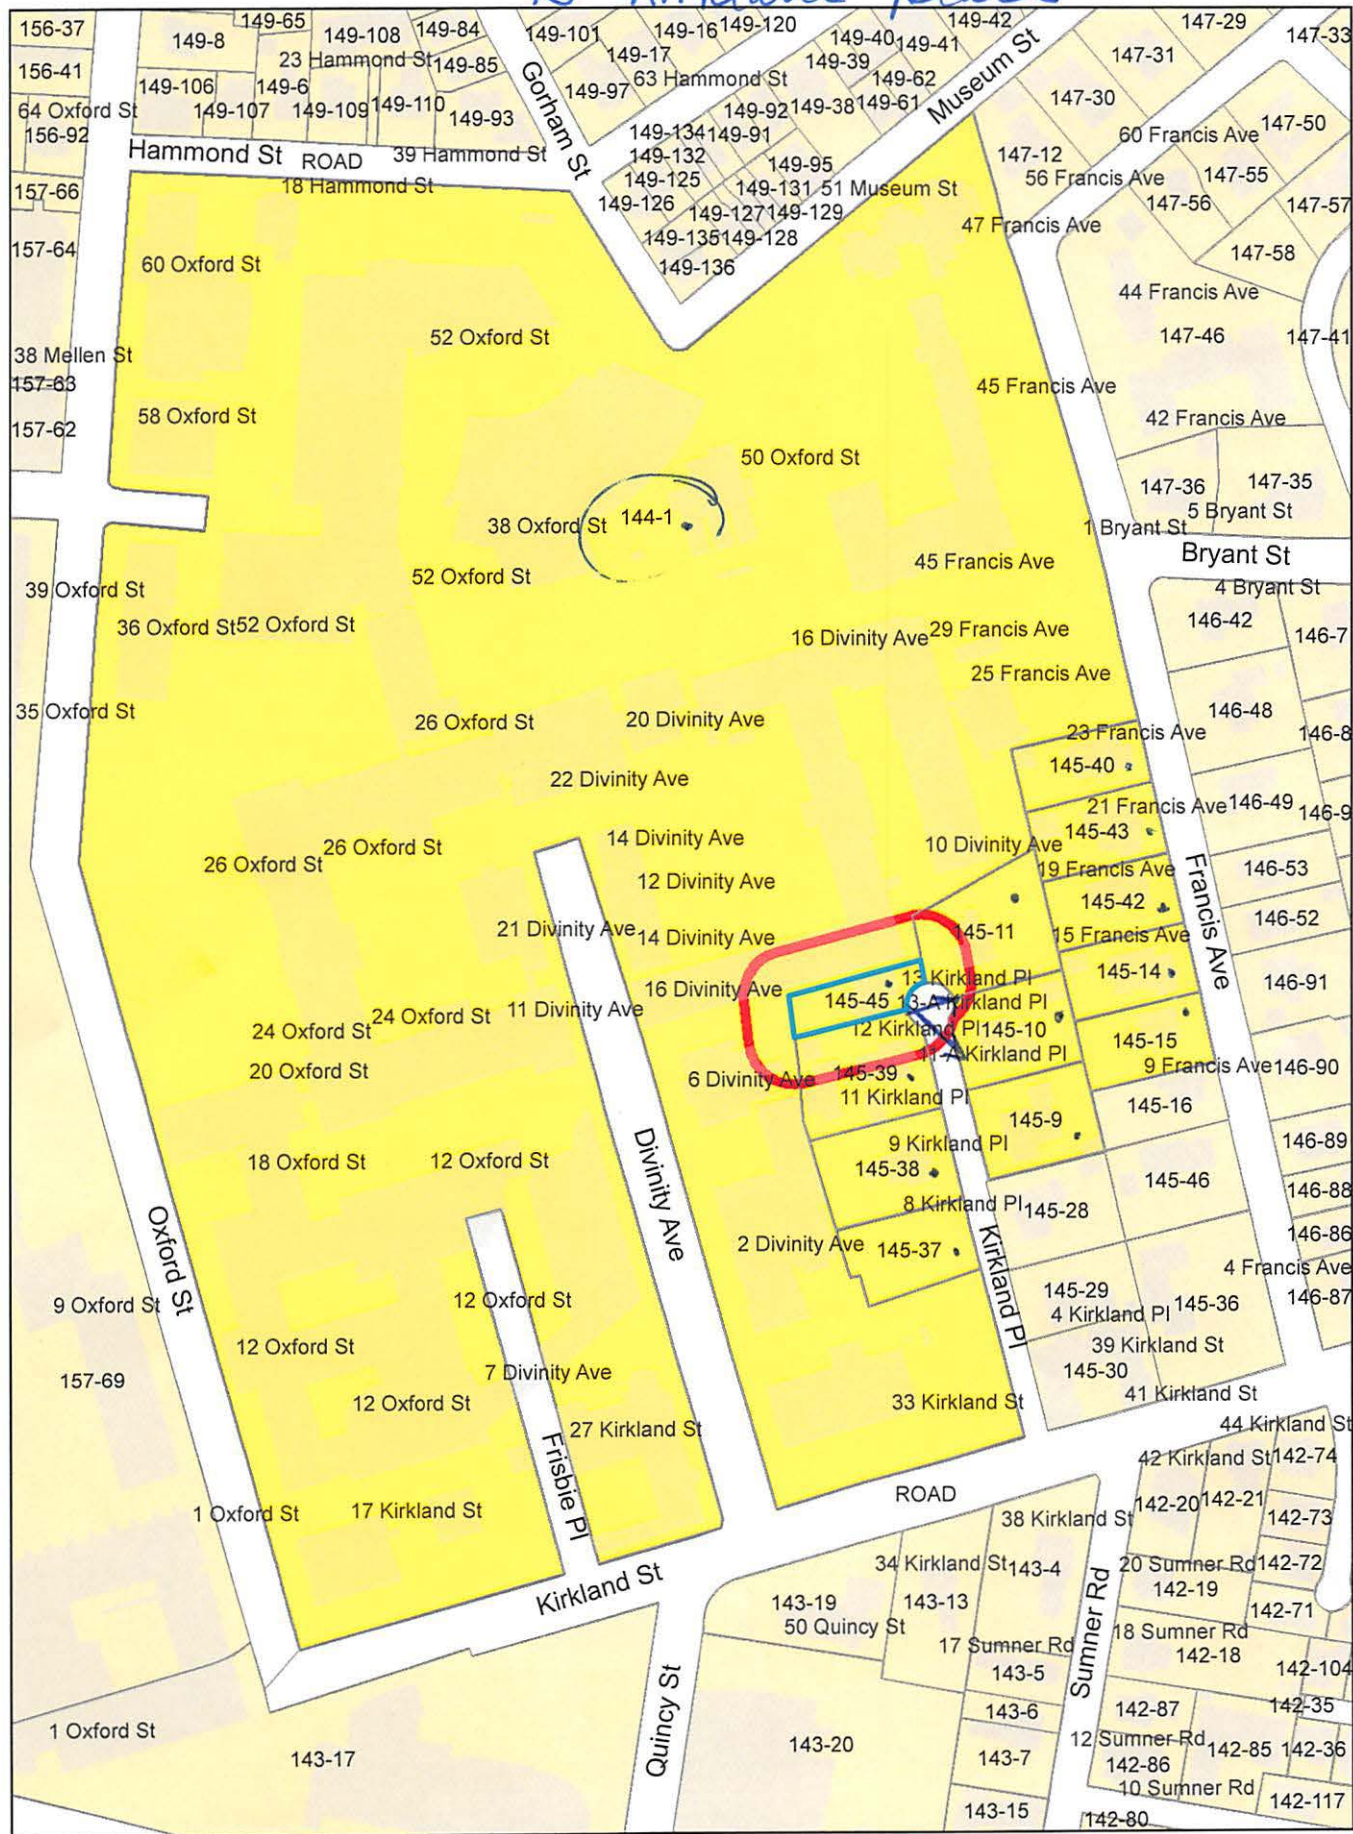 156-37
149-65
149-8
149-108
149-84
149-101
149-16
149-120
149-42
147-29
147-33
149-17
149-40
149-41
147-31
23 Hammond St
149-85
63 Hammond St
149-39
149-62
Museum St
156-41
149-106
149-6
149-97
147-30
64 Oxford St
149-107
149-109
149-110
149-93
Gorham St
149-92
149-38
149-61
60 Francis Ave
147-50
156-92
149-134
149-91
Hammond St
ROAD
39 Hammond St
149-132
149-95
147-12
56 Francis Ave
147-55
157-66
18 Hammond St
149-125
149-131
51 Museum St
149-126
149-127
149-129
147-56
147-57
47 Francis Ave
149-135
149-128
157-64
60 Oxford St
149-136
147-58
44 Francis Ave
52 Oxford St
147-46
147-41
38 Mellen St
157-63
45 Francis Ave
58 Oxford St
42 Francis Ave
157-62
50 Oxford St
147-36
147-35
5 Bryant St
38 Oxford St
144-1
1 Bryant St
Bryant St
52 Oxford St
45 Francis Ave
39 Oxford St
4 Bryant St
36 Oxford St
52 Oxford St
16 Divinity Ave
29 Francis Ave
146-42
146-7
25 Francis Ave
35 Oxford St
26 Oxford St
20 Divinity Ave
146-48
23 Francis Ave
146-8
145-40
22 Divinity Ave
21 Francis Ave
146-49
146-9
14 Divinity Ave
10 Divinity Ave
145-43
26 Oxford St
26 Oxford St
19 Francis Ave
146-53
Francis Ave
12 Divinity Ave
145-42
146-52
21 Divinity Ave
14 Divinity Ave
145-11
15 Francis Ave
16 Divinity Ave
13 Kirkland Pl
145-14
146-91
11 Divinity Ave
145-45
13-A Kirkland Pl
24 Oxford St
24 Oxford St
12 Kirkland Pl
145-10
145-15
11-A Kirkland Pl
20 Oxford St
6 Divinity Ave
145-39
9 Francis Ave
146-90
11 Kirkland Pl
145-16
145-9
18 Oxford St
12 Oxford St
Divinity Ave
9 Kirkland Pl
146-89
145-38
145-46
146-88
8 Kirkland Pl
145-28
Oxford St
2 Divinity Ave
145-37
Kirkland Pl
146-86
4 Francis Ave
9 Oxford St
12 Oxford St
145-29
145-36
146-87
4 Kirkland Pl
12 Oxford St
39 Kirkland St
157-69
7 Divinity Ave
145-30
12 Oxford St
33 Kirkland St
41 Kirkland St
27 Kirkland St
44 Kirkland St
Frisbie Pl
42 Kirkland St
142-74
ROAD
1 Oxford St
17 Kirkland St
38 Kirkland St
142-20
142-21
142-73
34 Kirkland St
143-4
20 Sumner Rd
142-72
Kirkland St
142-19
143-19
143-13
142-71
50 Quincy St
17 Sumner Rd
Sumner Rd
18 Sumner Rd
142-18
143-5
142-104
Quincy St
143-6
142-87
142-35
1 Oxford St
143-17
143-20
143-7
12 Sumner Rd
142-85
142-36
142-86
10 Sumner Rd
143-15
142-117
142-80